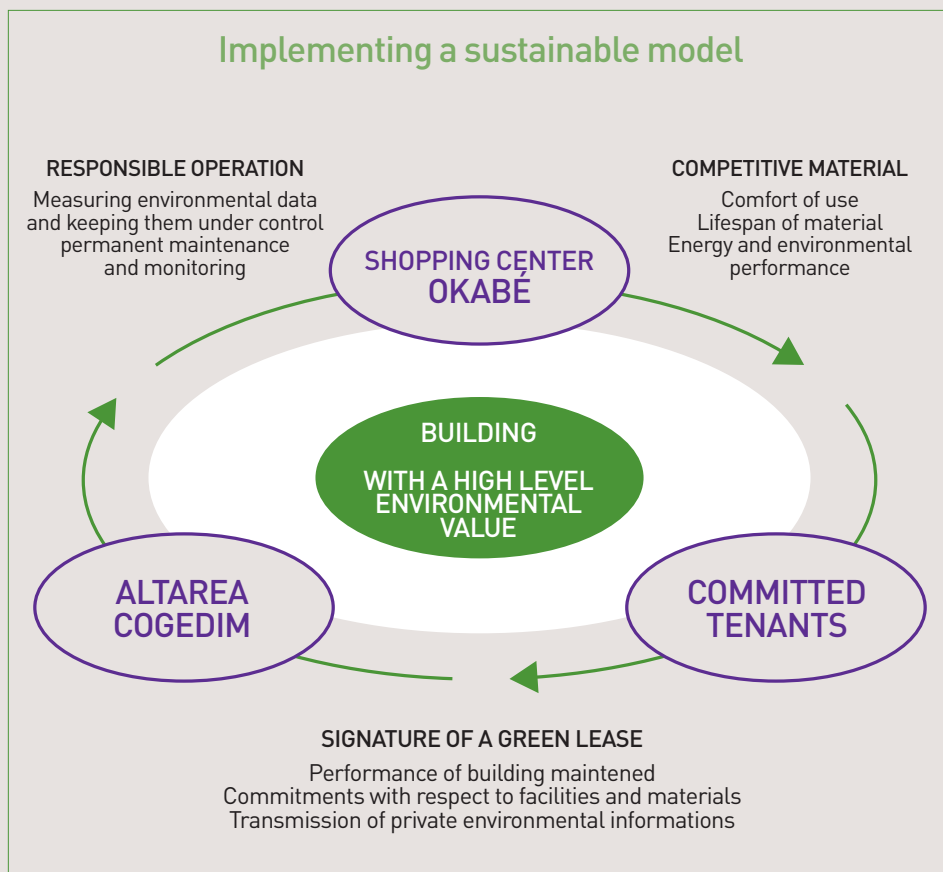 Implementing a sustainable model
RESPONSIBLE OPERATION
Measuring environmental data
and keeping them under control
permanent maintenance
and monitoring
COMPETITIVE MATERIAL
Comfort of use
Lifespan of material
Energy and environmental
performance
SHOPPING CENTER
OKABÉ
BUILDING
WITH A HIGH LEVEL
ENVIRONMENTAL
VALUE
ALTAREA
COGEDIM
COMMITTED
TENANTS
SIGNATURE OF A GREEN LEASE
Performance of building maintened
Commitments with respect to facilities and materials
Transmission of private environmental informations